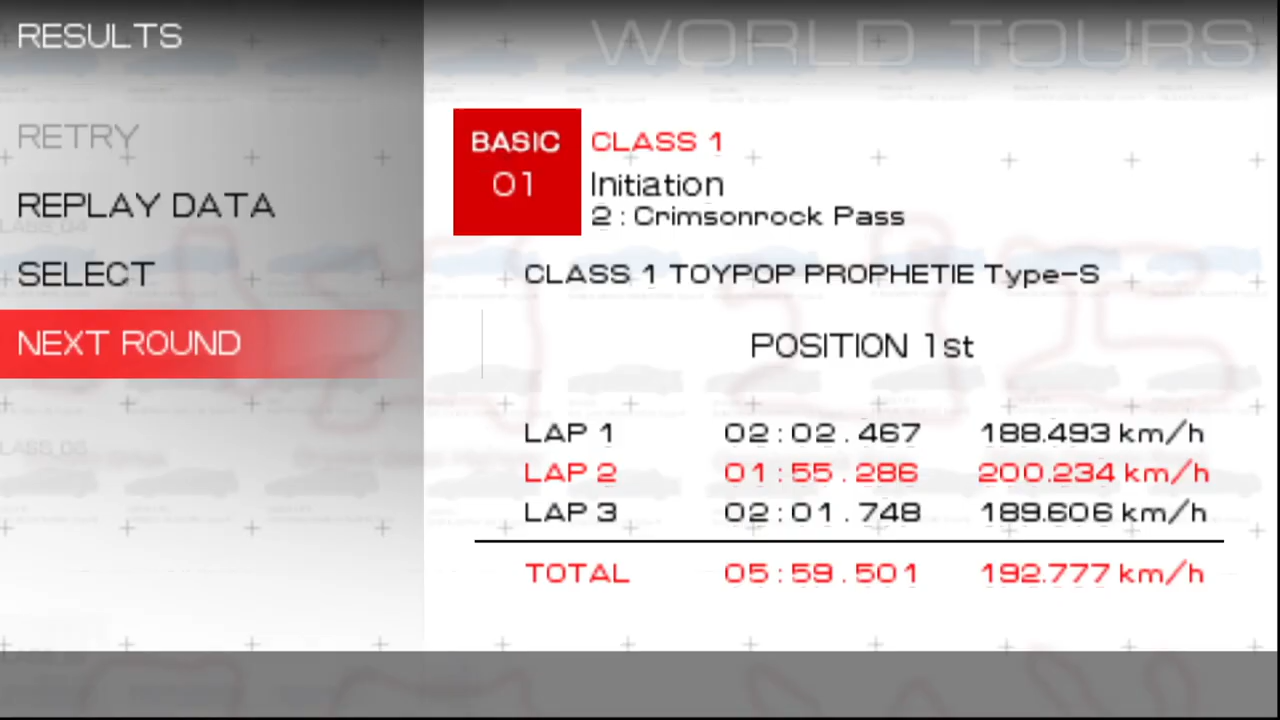 RESULTS
WORLD TOURS
RETRY
REPLAY DATA
SELECT
NEXT ROUND
BASIC
01
CLASS 1
Initiation
2 : Crimsonrock Pass
CLASS 1 TOYPOP PROPHETIE Type-S
POSITION 1st
LAP 1 02 : 02 . 467 188.493 km/h
LAP 2 01 : 55 . 286 200.234 km/h
LAP 3 02 : 01 . 748 189.606 km/h
TOTAL 05 : 59 . 501 192.777 km/h
LASS_04
LASS_06